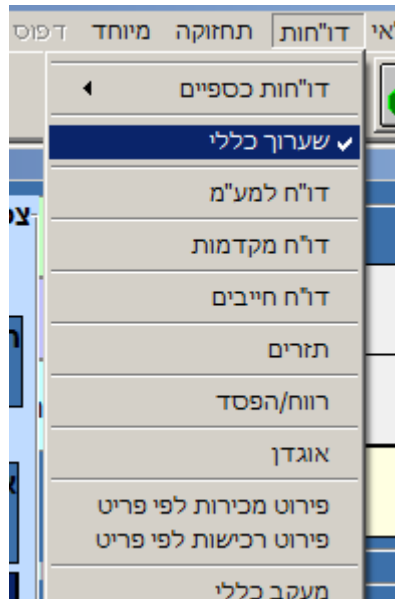 דו"חות תחזוקה מיוחד דפוס
דו"חות כספיים
שערוך כללי
דו"ח למע"מ
דו"ח מקדמות
דו"ח חייבים
תזרים
רווח/הפסד
אוגדן
פירוט מכירות לפי פריט
פירוט רכישות לפי פריט
מעקב כללי